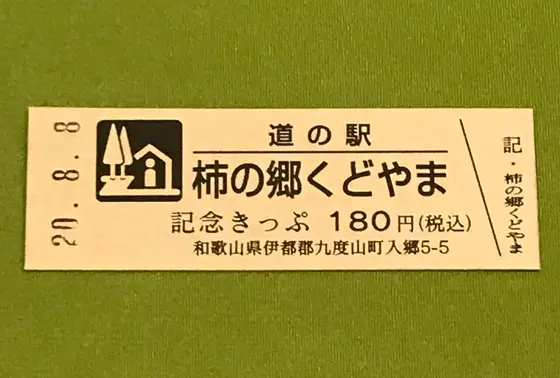 20.8.8
道の駅
柿の郷くどやま
記念きっぷ 180円(税込)
和歌山県伊都郡九度山町入郷5-5
記・柿の郷くどやま